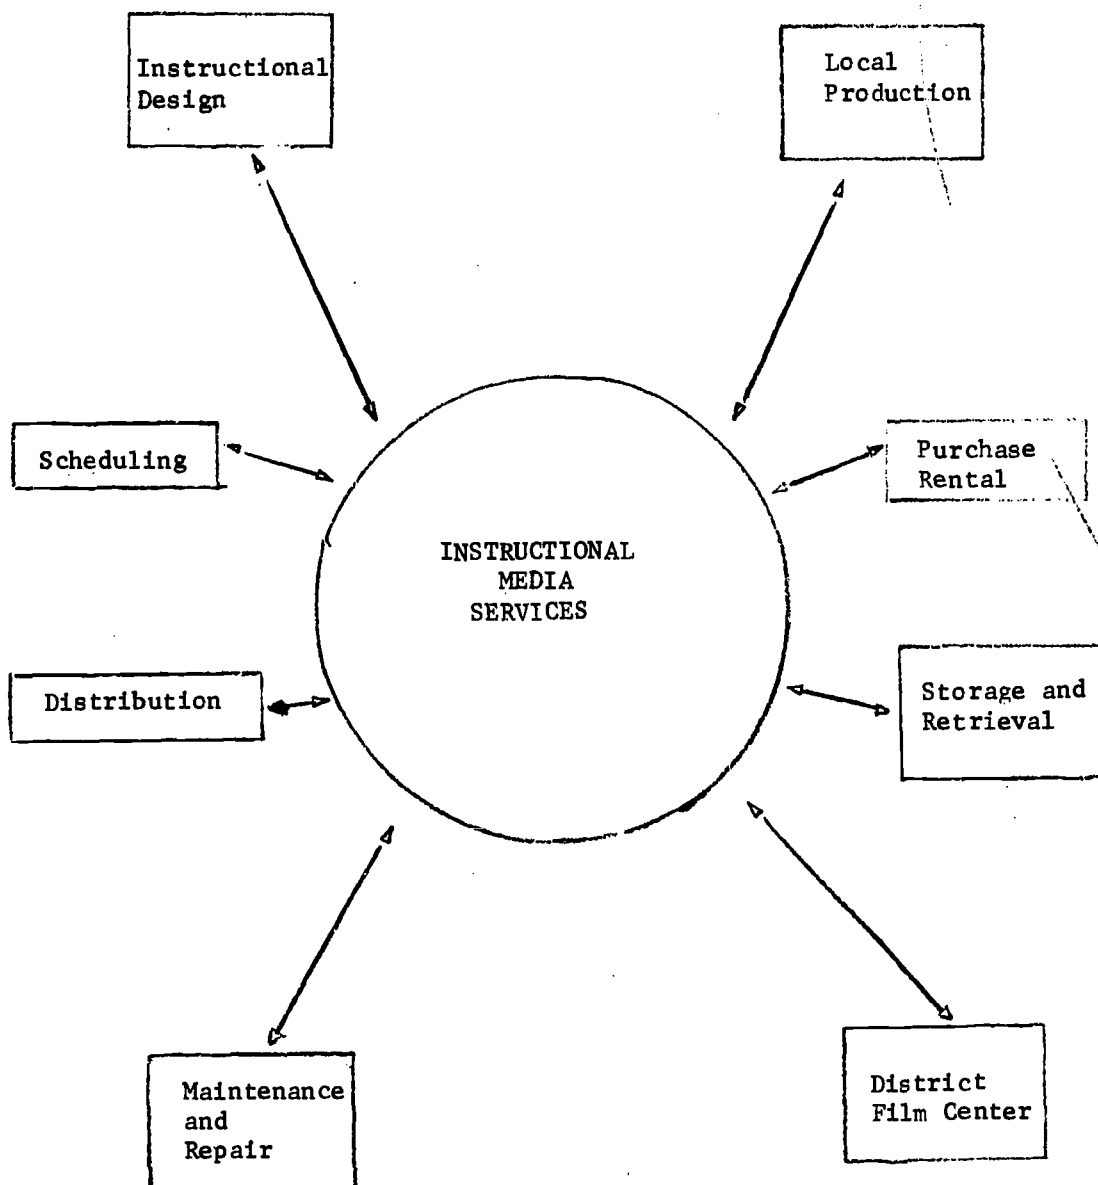 Instructional
Design
Local
Production
Scheduling
Purchase
Rental
INSTRUCTIONAL
MEDIA
SERVICES
Distribution
Storage and
Retrieval
Maintenance
and
Repair
District
Film Center